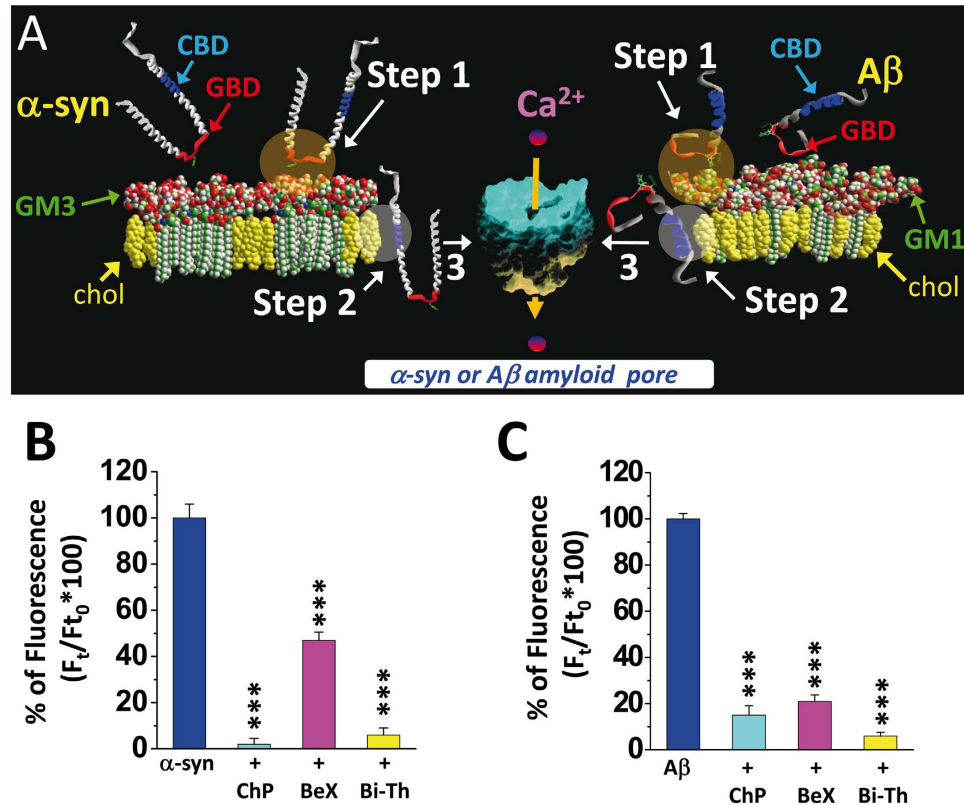 A
CBD
GBD
α-syn
Step 1
GM3
chol
Step 2
3
Ca²⁺
Step 1
CBD
Aβ
GBD
GM1
chol
3
Step 2
α-syn or Aβ amyloid pore
B
% of Fluorescence
(Fₜ/Ft₀*100)
120
100
80
60
40
20
0
***
***
***
α-syn + + +
ChP BeX Bi-Th
C
% of Fluorescence
(Fₜ/Ft₀*100)
120
100
80
60
40
20
0
***
***
***
Aβ + + +
ChP BeX Bi-Th